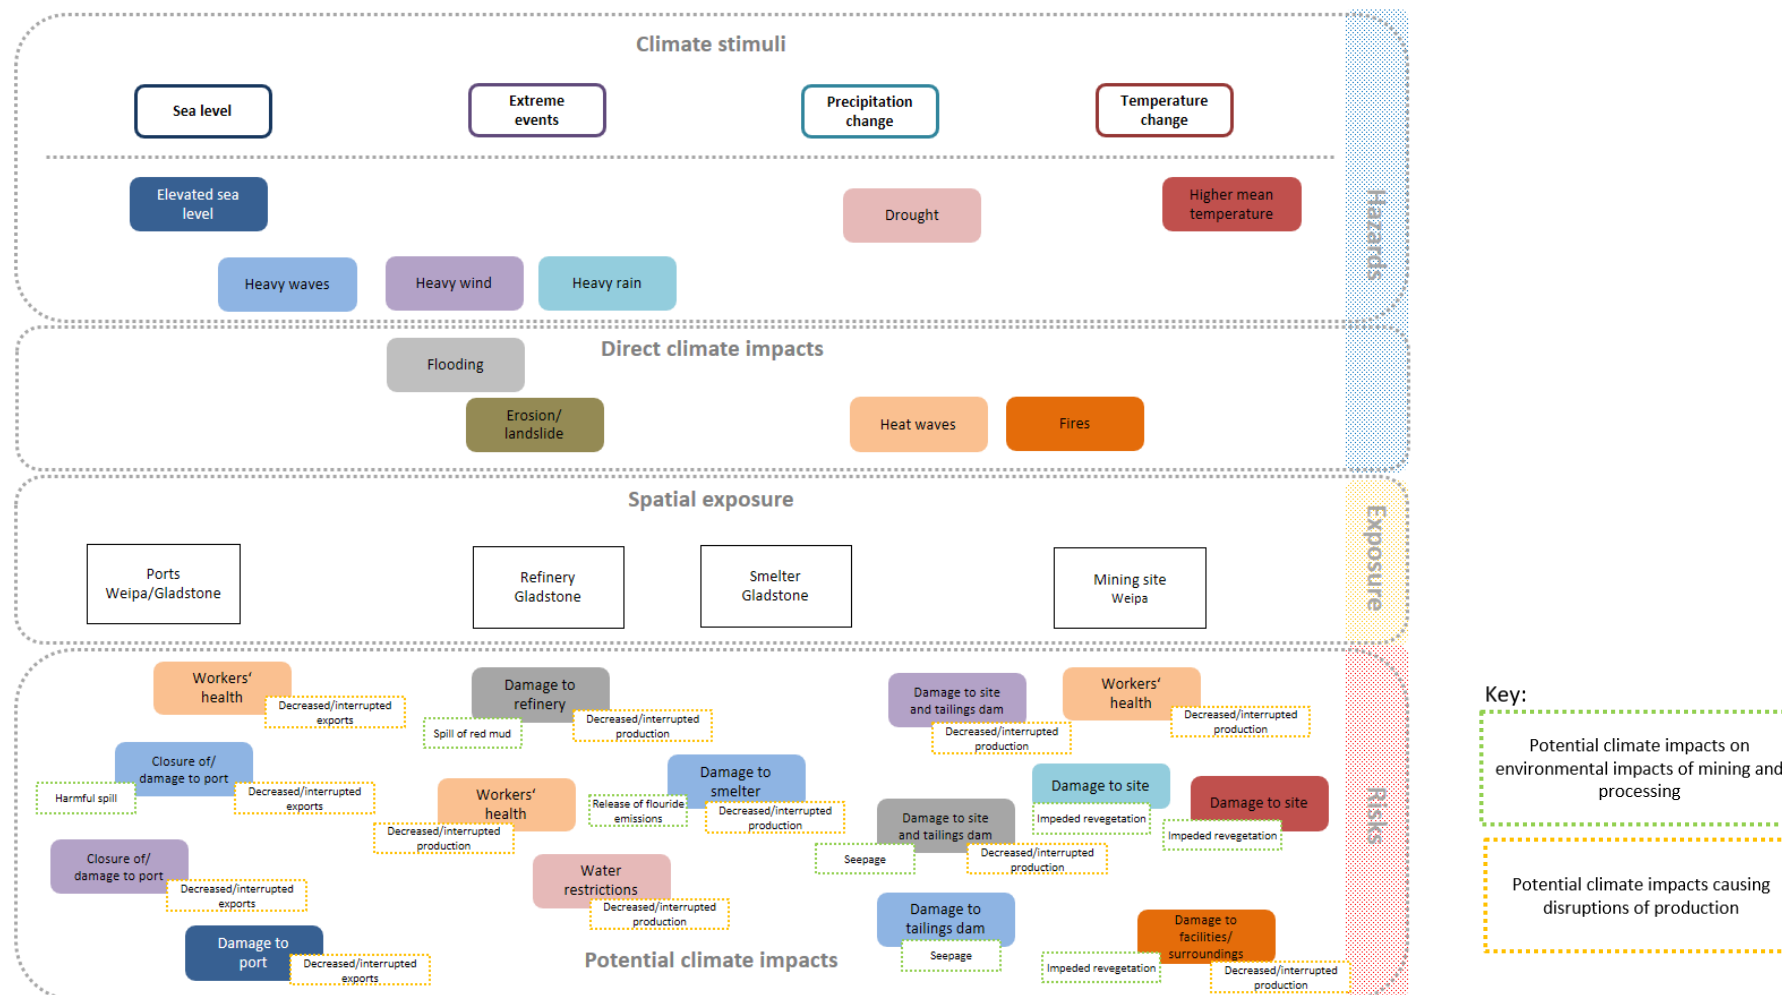 Climate stimuli
Sea level
Extreme
events
Precipitation
change
Temperature
change
Hazards
Elevated sea
level
Drought
Higher mean
temperature
Heavy waves
Heavy wind
Heavy rain
Direct climate impacts
Flooding
Erosion/
landslide
Heat waves
Fires
Spatial exposure
Exposure
Ports
Weipa/Gladstone
Refinery
Gladstone
Smelter
Gladstone
Mining site
Weipa
Risks
Workers‘
health
Decreased/interrupted
exports
Damage to
refinery
Spill of red mud
Decreased/interrupted
production
Damage to site
and tailings dam
Decreased/interrupted
production
Workers‘
health
Decreased/interrupted
production
Closure of/
damage to port
Harmful spill
Decreased/interrupted
exports
Workers‘
health
Decreased/interrupted
production
Damage to
smelter
Release of flouride
emissions
Decreased/interrupted
production
Damage to site
and tailings dam
Seepage
Decreased/interrupted
production
Damage to site
Impeded revegetation
Damage to site
Impeded revegetation
Closure of/
damage to port
Decreased/interrupted
exports
Water
restrictions
Decreased/interrupted
production
Damage to
tailings dam
Seepage
Damage to
facilities/
surroundings
Impeded revegetation
Decreased/interrupted
production
Damage to
port
Decreased/interrupted
exports
Potential climate impacts
Key:
Potential climate impacts on
environmental impacts of mining and
processing
Potential climate impacts causing
disruptions of production